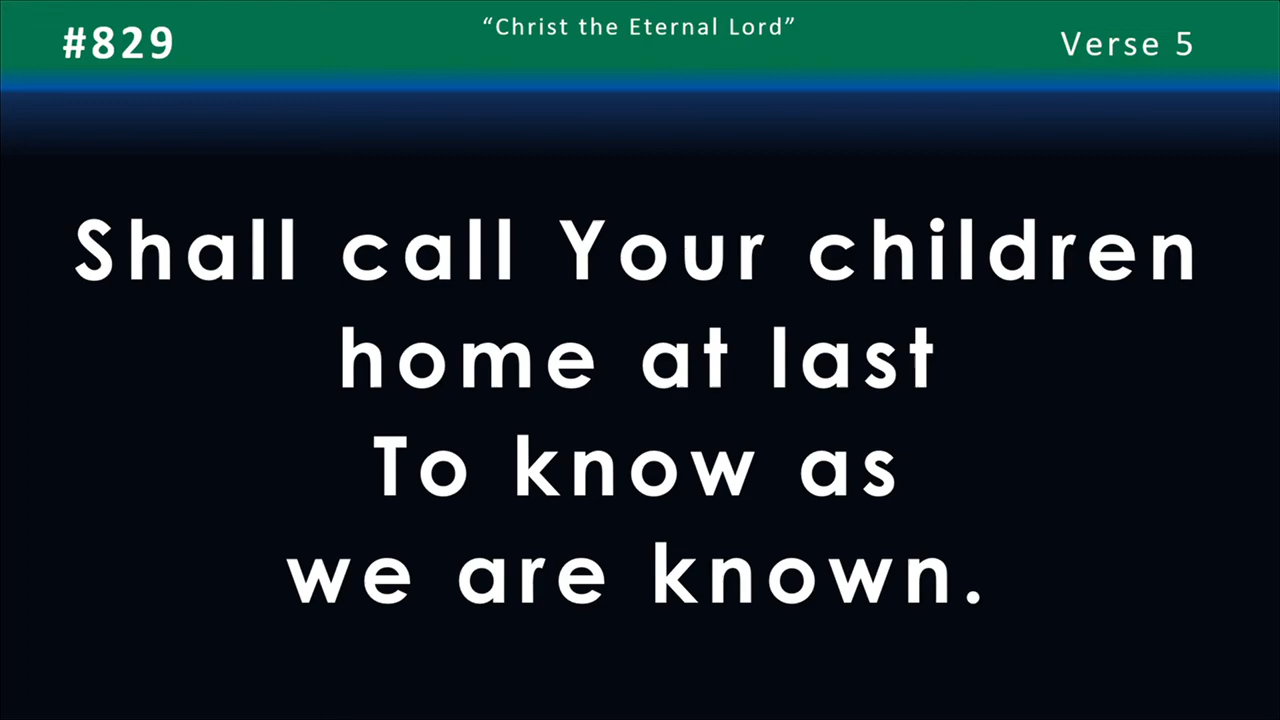 #829
“Christ the Eternal Lord”
Verse 5
Shall call Your children
home at last
To know as
we are known.